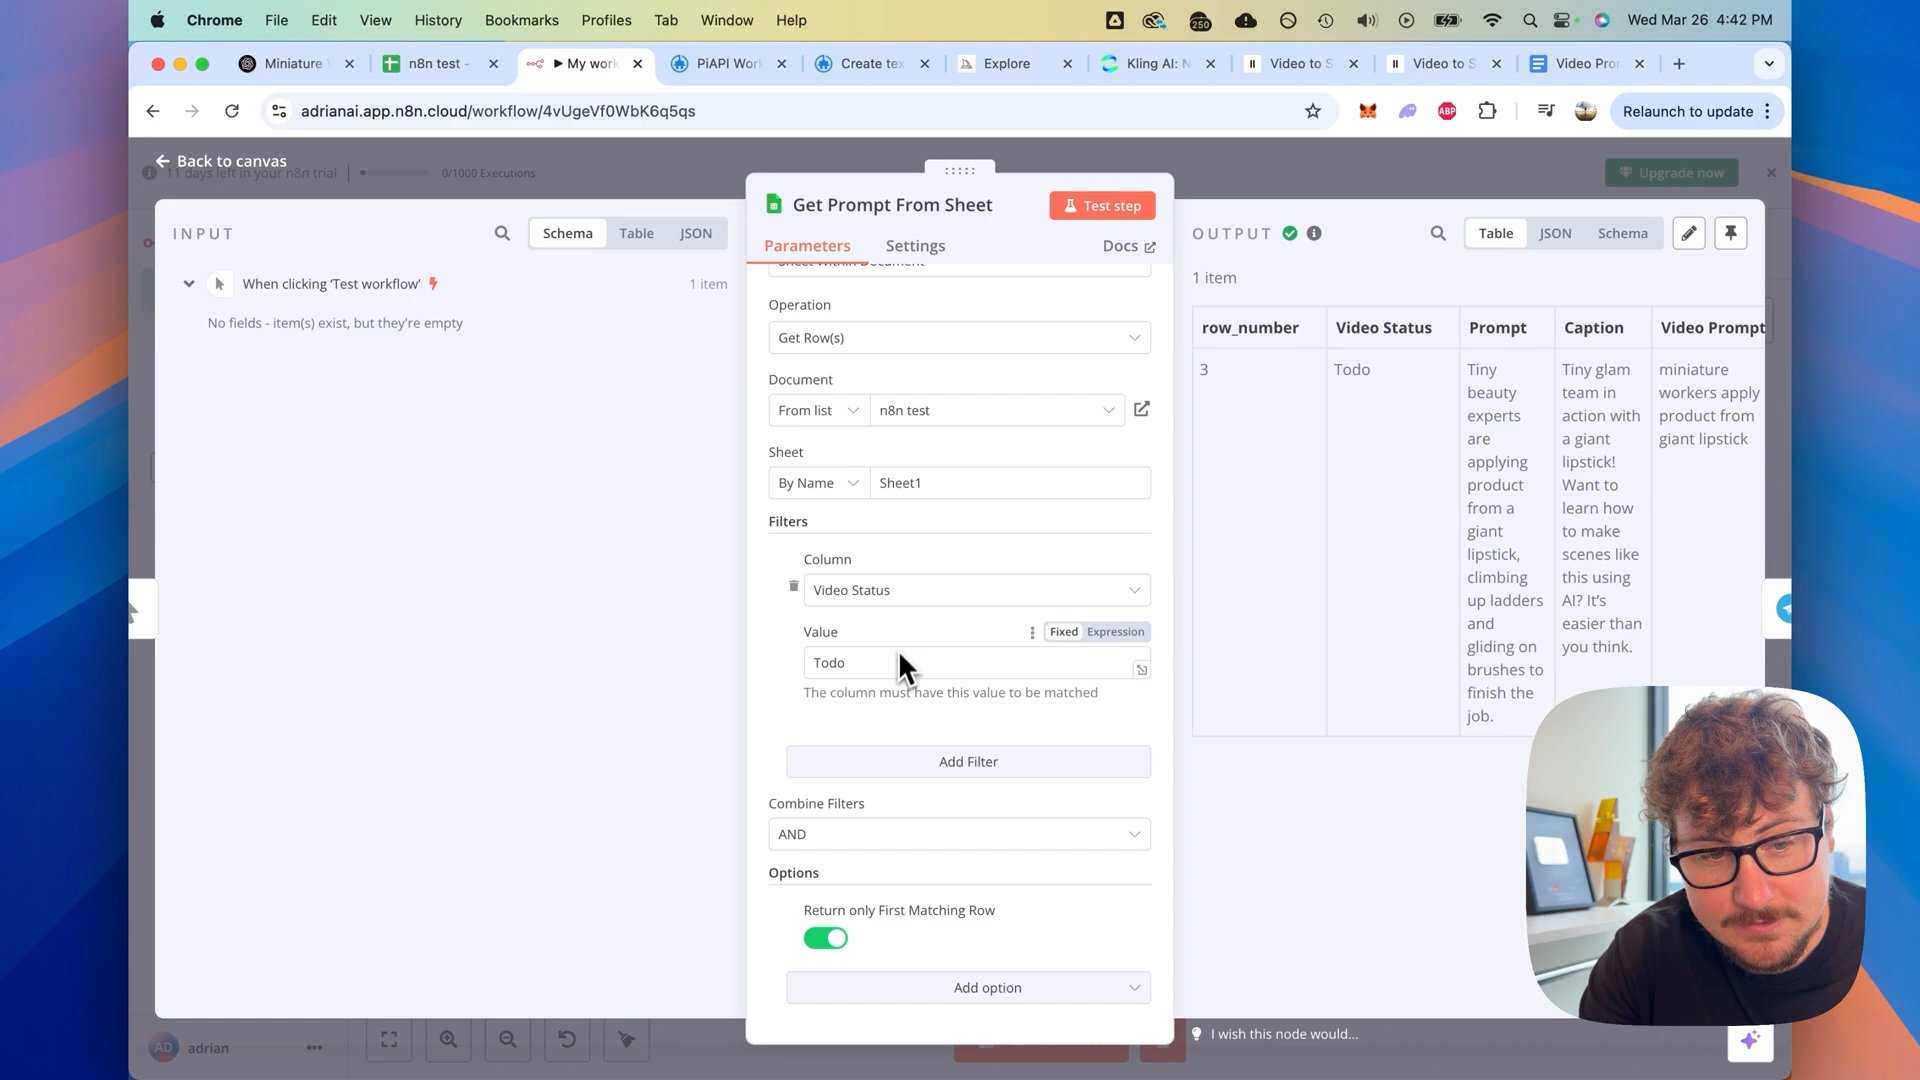 Chrome File Edit View History Bookmarks Profiles Tab Window Help
250
Wed Mar 26 4:42 PM
Miniature
n8n test -
My work
PiAPI Wor
Create tex
Explore
Kling AI: N
Video to S
Video to S
Video Pro
adrianai.app.n8n.cloud/workflow/4vUgeVf0WbK6q5qs
ABP
Relaunch to update
Back to canvas
11 days left in your n8n trial
0/1000 Executions
Upgrade now
INPUT
Schema Table JSON
When clicking ‘Test workflow’
1 item
No fields - item(s) exist, but they're empty
Get Prompt From Sheet
Test step
Parameters Settings Docs
Sheet Within Document
Operation
Get Row(s)
Document
From list n8n test
Sheet
By Name Sheet1
Filters
Column
Video Status
Value
Fixed Expression
Todo
The column must have this value to be matched
Add Filter
Combine Filters
AND
Options
Return only First Matching Row
Add option
OUTPUT
Table JSON Schema
1 item
row_number Video Status Prompt Caption Video Prompt
3
Todo
Tiny
beauty
experts
are
applying
product
from a
giant
lipstick,
climbing
up ladders
and
gliding on
brushes to
finish the
job.
Tiny glam
team in
action with
a giant
lipstick!
Want to
learn how
to make
scenes like
this using
AI? It’s
easier than
you think.
miniature
workers apply
product from
giant lipstick
AD adrian
I wish this node would...